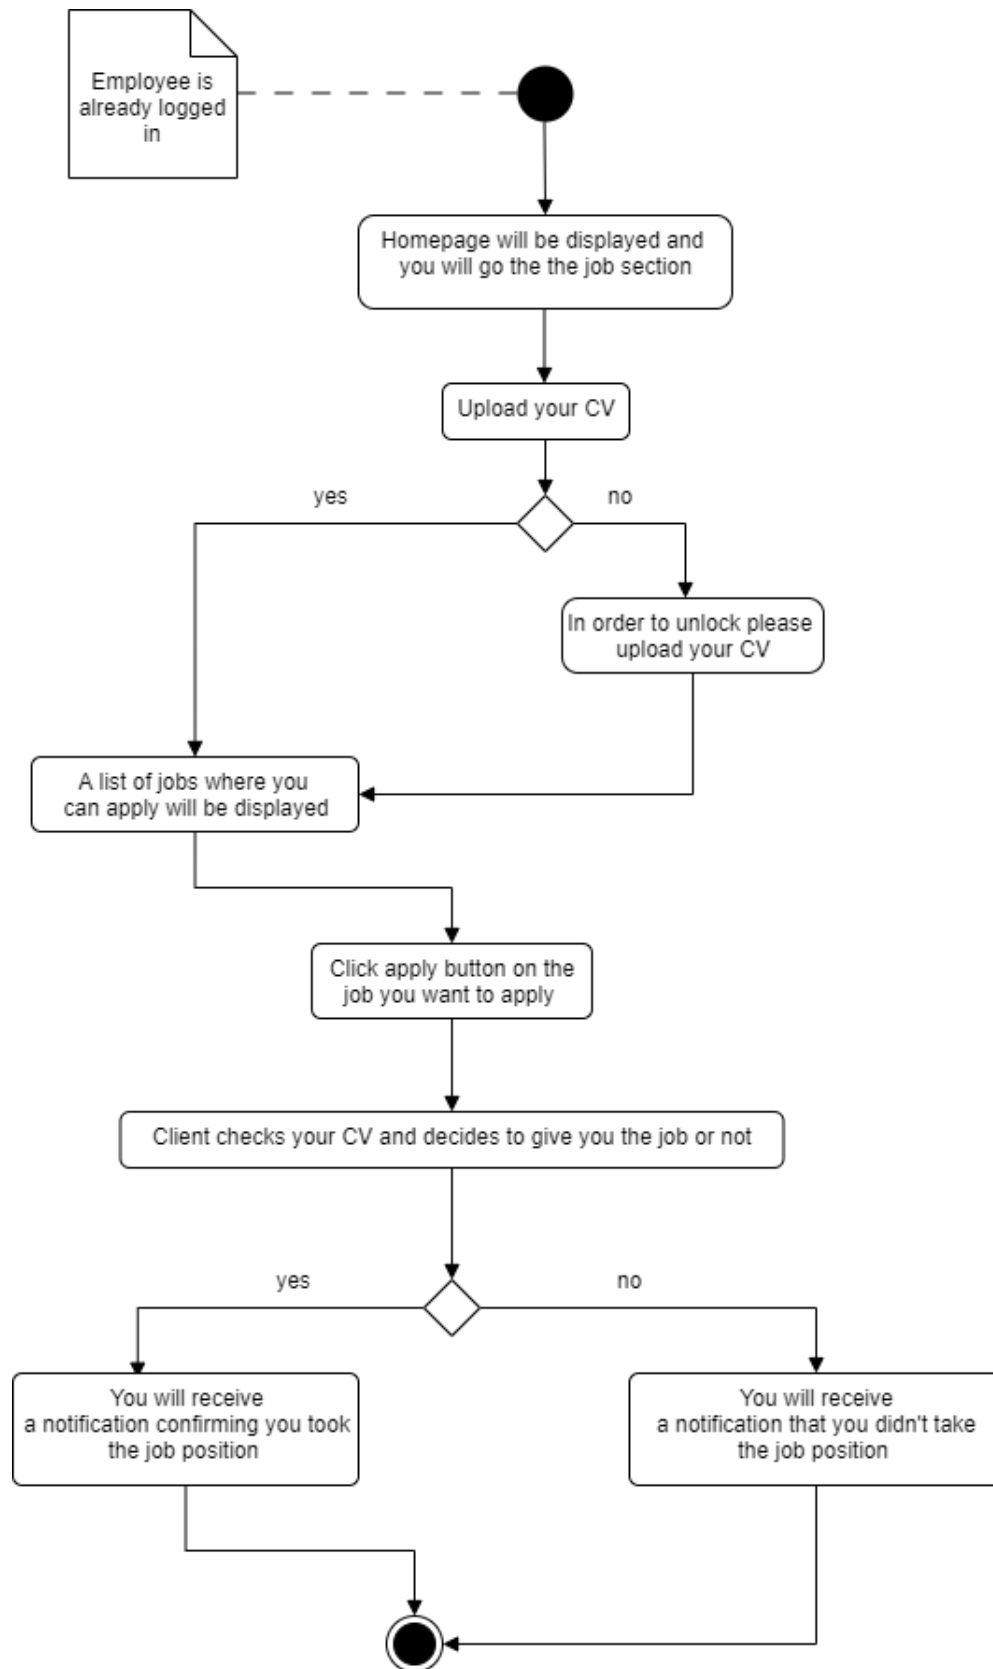 Employee is
already logged
in
Homepage will be displayed and
you will go the the job section
Upload your CV
yes
no
In order to unlock please
upload your CV
A list of jobs where you
can apply will be displayed
Click apply button on the
job you want to apply
Client checks your CV and decides to give you the job or not
yes
no
You will receive
a notification confirming you took
the job position
You will receive
a notification that you didn't take
the job position